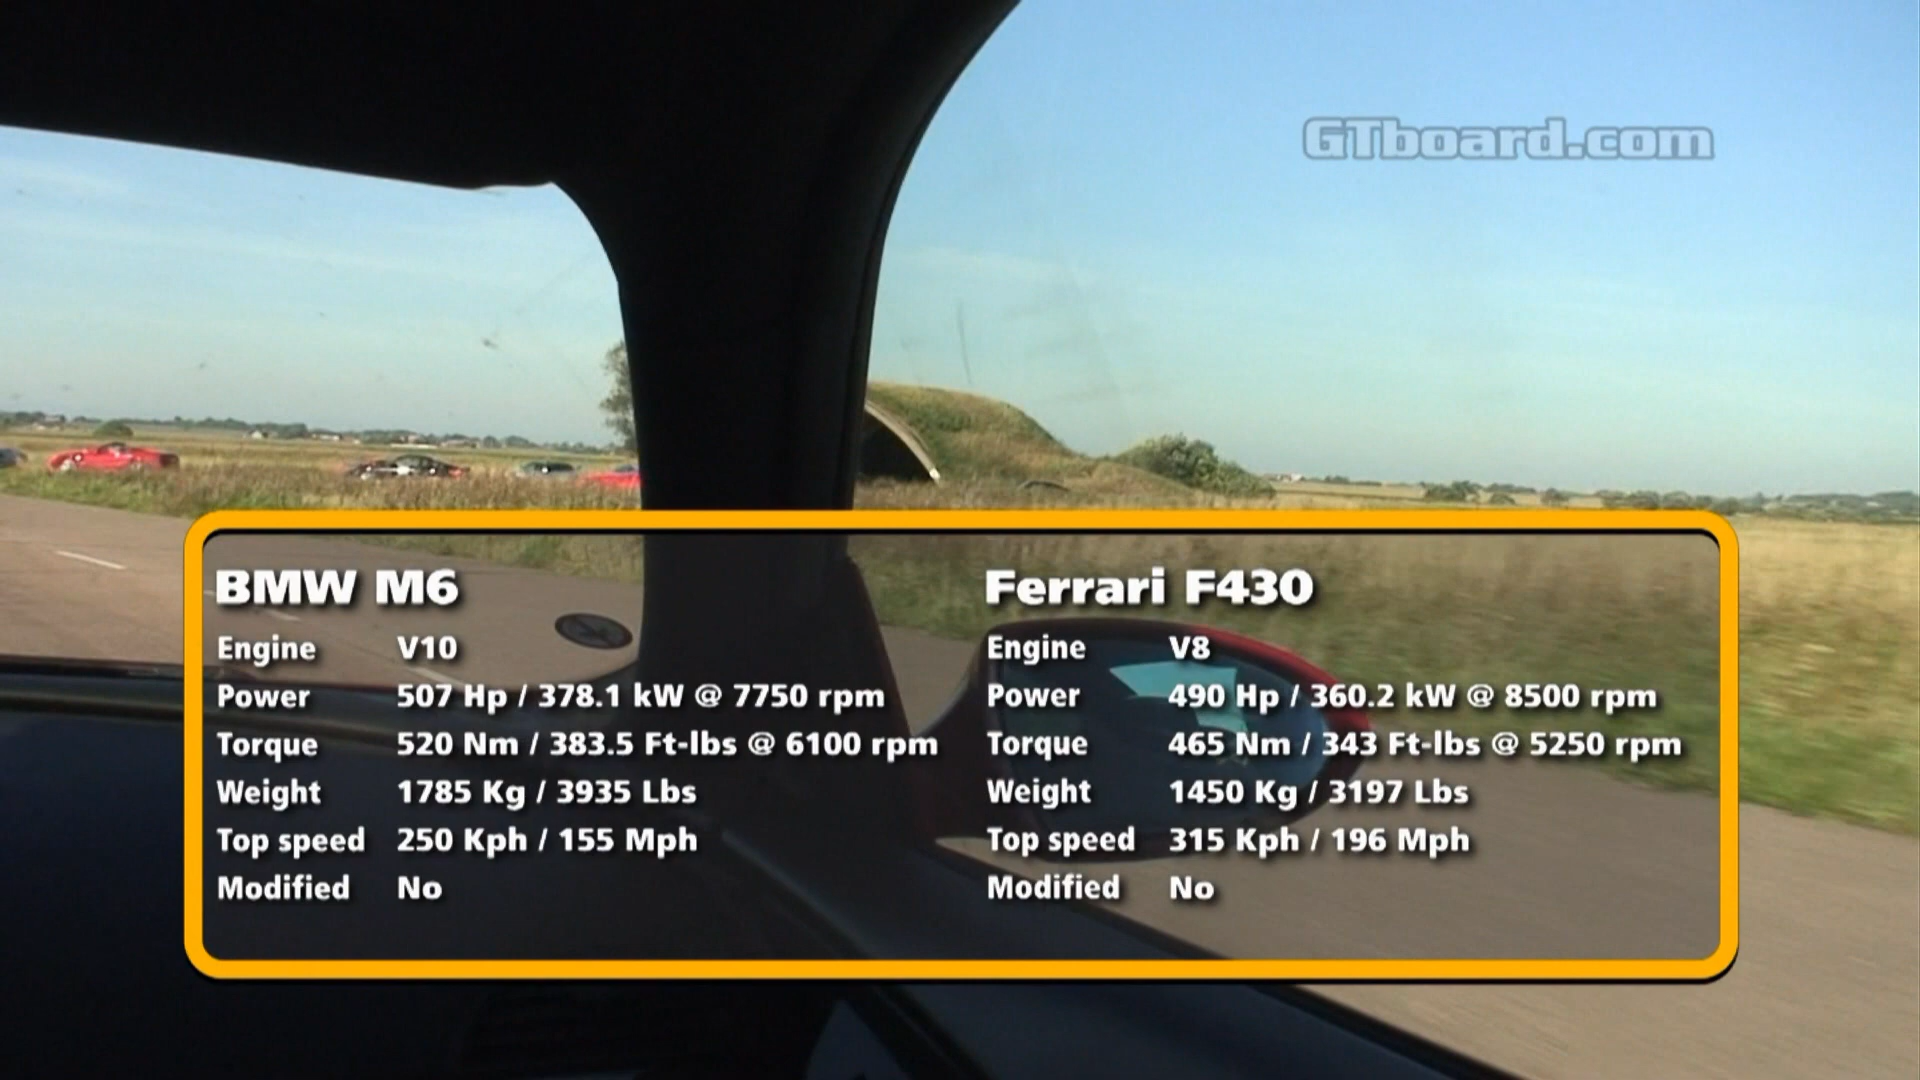 GTboard.com
BMW M6
Engine V10
Power 507 Hp / 378.1 kW @ 7750 rpm
Torque 520 Nm / 383.5 Ft-lbs @ 6100 rpm
Weight 1785 Kg / 3935 Lbs
Top speed 250 Kph / 155 Mph
Modified No
Ferrari F430
Engine V8
Power 490 Hp / 360.2 kW @ 8500 rpm
Torque 465 Nm / 343 Ft-lbs @ 5250 rpm
Weight 1450 Kg / 3197 Lbs
Top speed 315 Kph / 196 Mph
Modified No